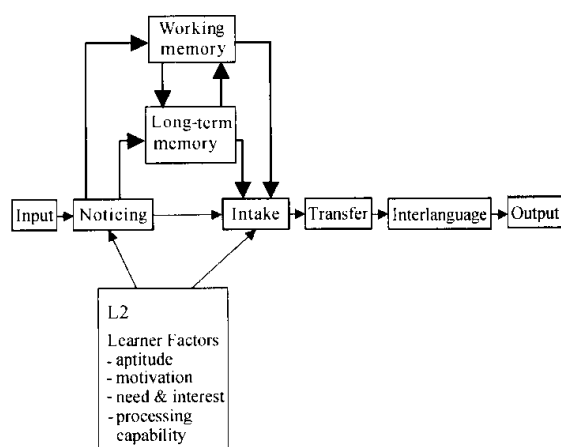 Working
memory
Long-term
memory
Input
Noticing
Intake
Transfer
Interlanguage
Output
L2
Learner Factors
- aptitude
- motivation
- need & interest
- processing
capability